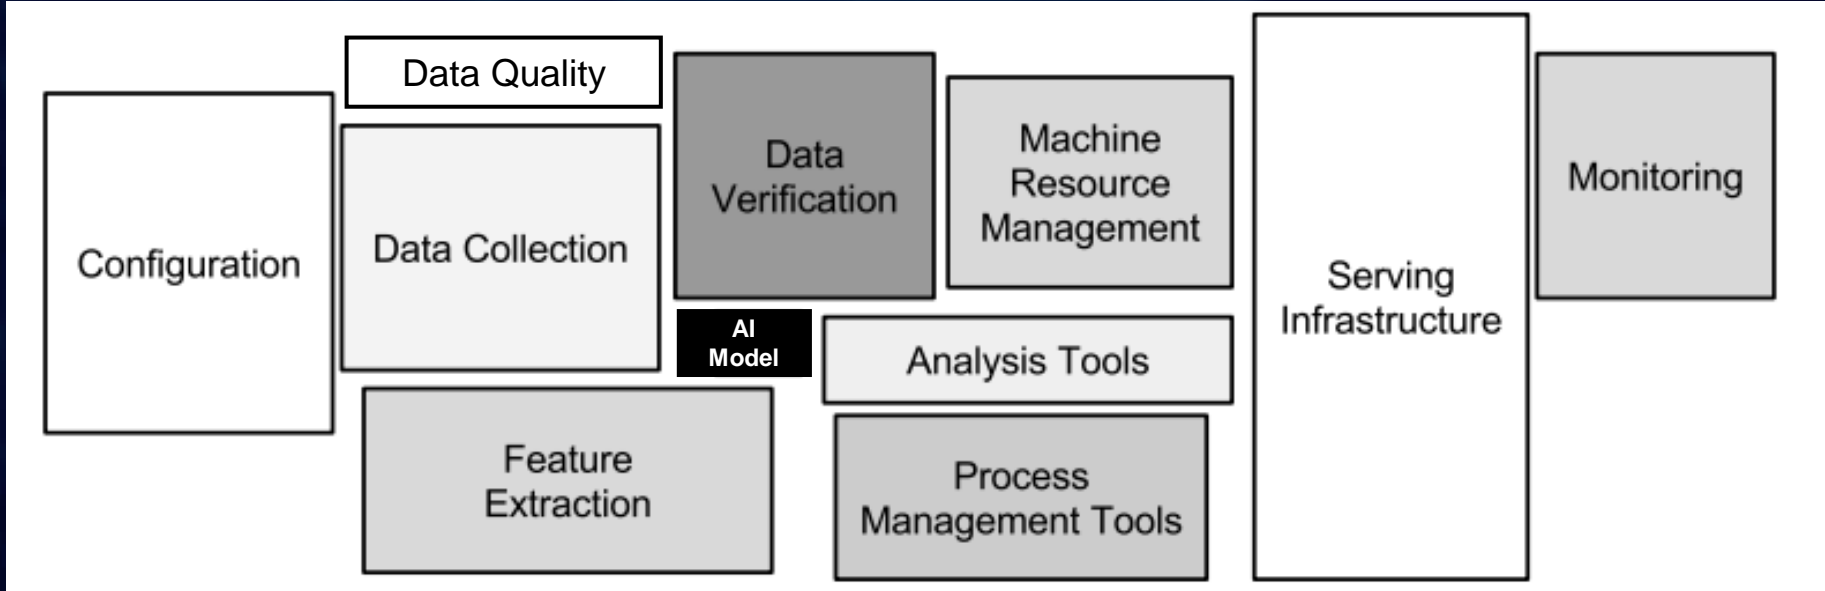 Configuration
Data Quality
Data Collection
Feature
Extraction
Data
Verification
AI
Model
Machine
Resource
Management
Analysis Tools
Process
Management Tools
Serving
Infrastructure
Monitoring